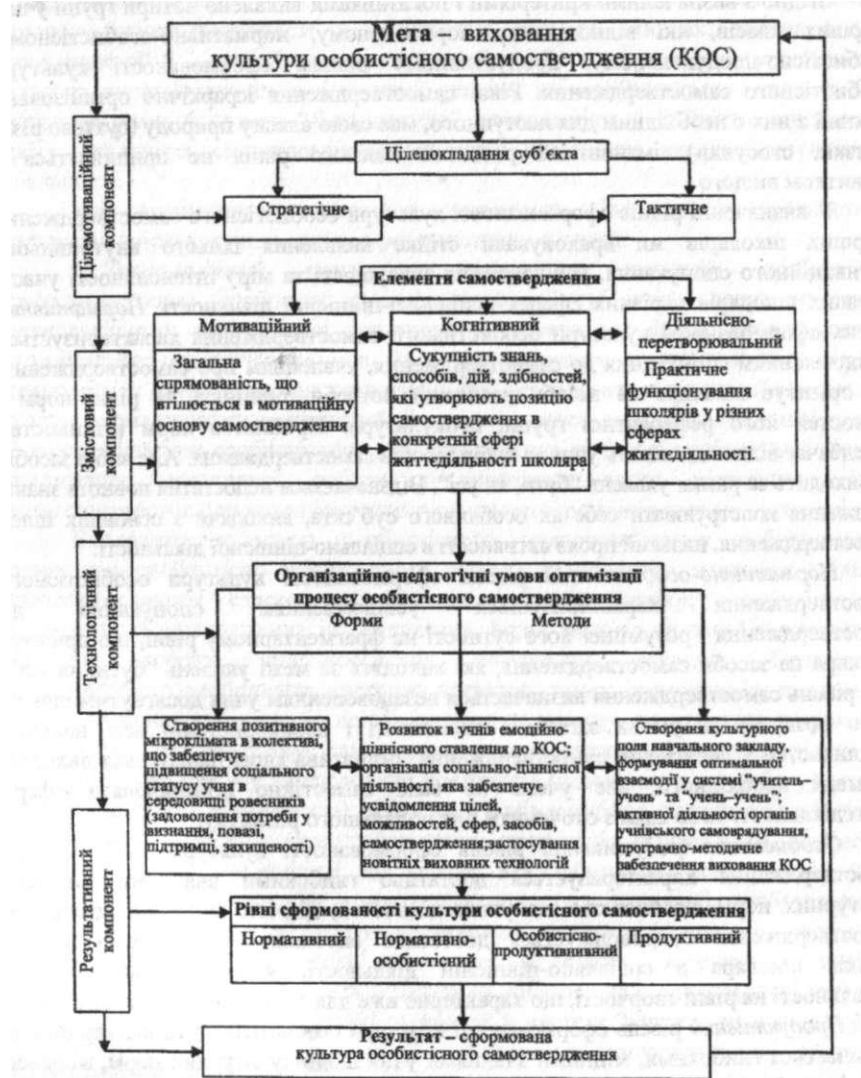 Мета – виховання
культури особистісного самоствердження (КОС)
Цілемотиваційний
компонент
Цілепокладання суб’єкта
Стратегічне
Тактичне
Елементи самоствердження
Мотиваційний
Когнітивний
Діяльнісно-
перетворювальний
Змістовий
компонент
Загальна
спрямованість, що
втілюється в мотиваційну
основу самоствердження
Сукупність знань,
способів, дій, здібностей,
які утворюють позицію
самоствердження в
конкретній сфері
життєдіяльності школяра
Практичне
функціонування
школярів у різних
сферах
життєдіяльності.
Технологічний
компонент
Організаційно-педагогічні умови оптимізації
процесу особистісного самоствердження
Форми
Методи
Створення позитивного
мікроклімата в колективі,
що забезпечує
підвищення соціального
статусу учня в
середовищі ровесників
(задоволення потреби у
визнання, повазі,
підтримці, захищеності)
Розвиток в учнів емоційно-
ціннісного ставлення до КОС;
організація соціально-ціннісної
діяльності, яка забезпечує
усвідомлення цілей,
можливостей, сфер, засобів,
самоствердження;застосування
спеціалізованих технологій
Створення культурного
поля навчального закладу,
формування оптимальної
взаємодії у системі “учитель–
учень” і “учень–учень”;
активізація діяльності органів
учнівського самоврядування,
програмно-методичне
забезпечення виховання КОС
Результативний
компонент
Рівні сформованості культури особистісного самоствердження
Нормативний
Нормативно-
особистісний
Особистісно-
продуктинивний
Продуктивний
Результат – сформована
культура особистісного самоствердження